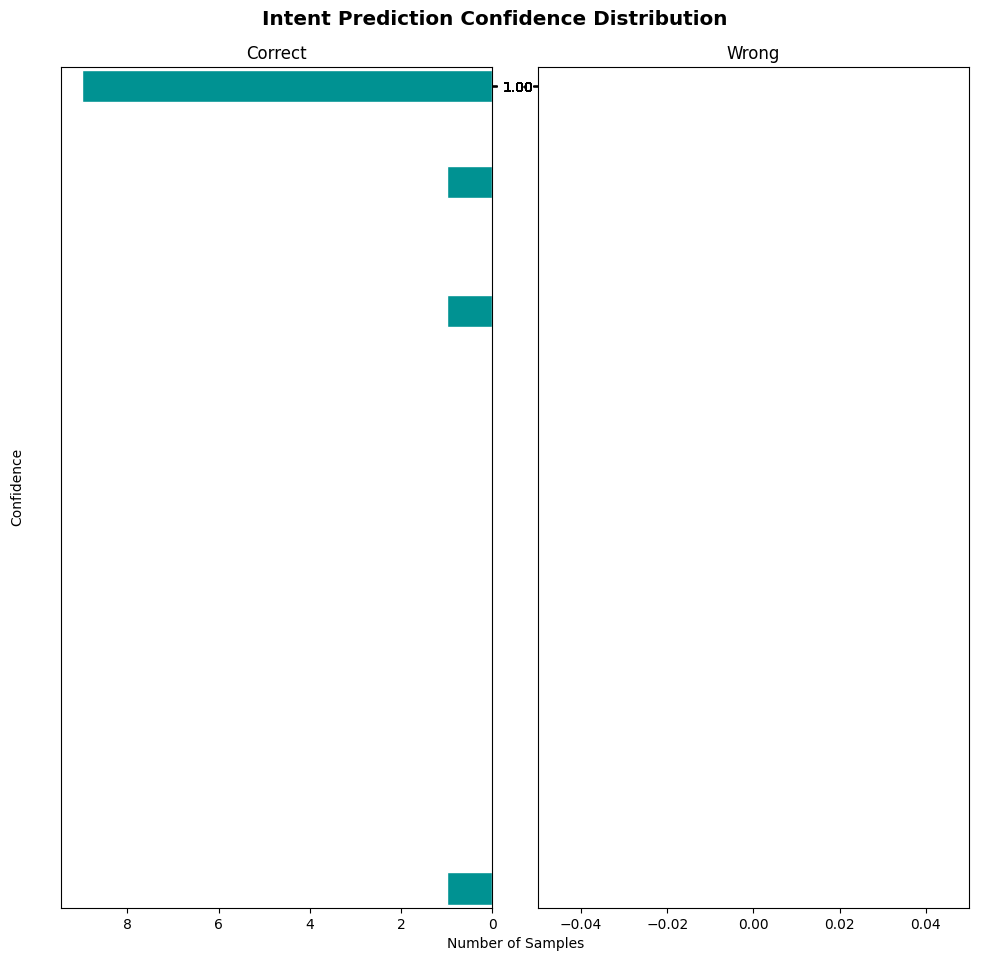 Intent Prediction Confidence Distribution
Correct
Wrong
1.00
Confidence
8 6 4 2 0
−0.04 −0.02 0.00 0.02 0.04
Number of Samples